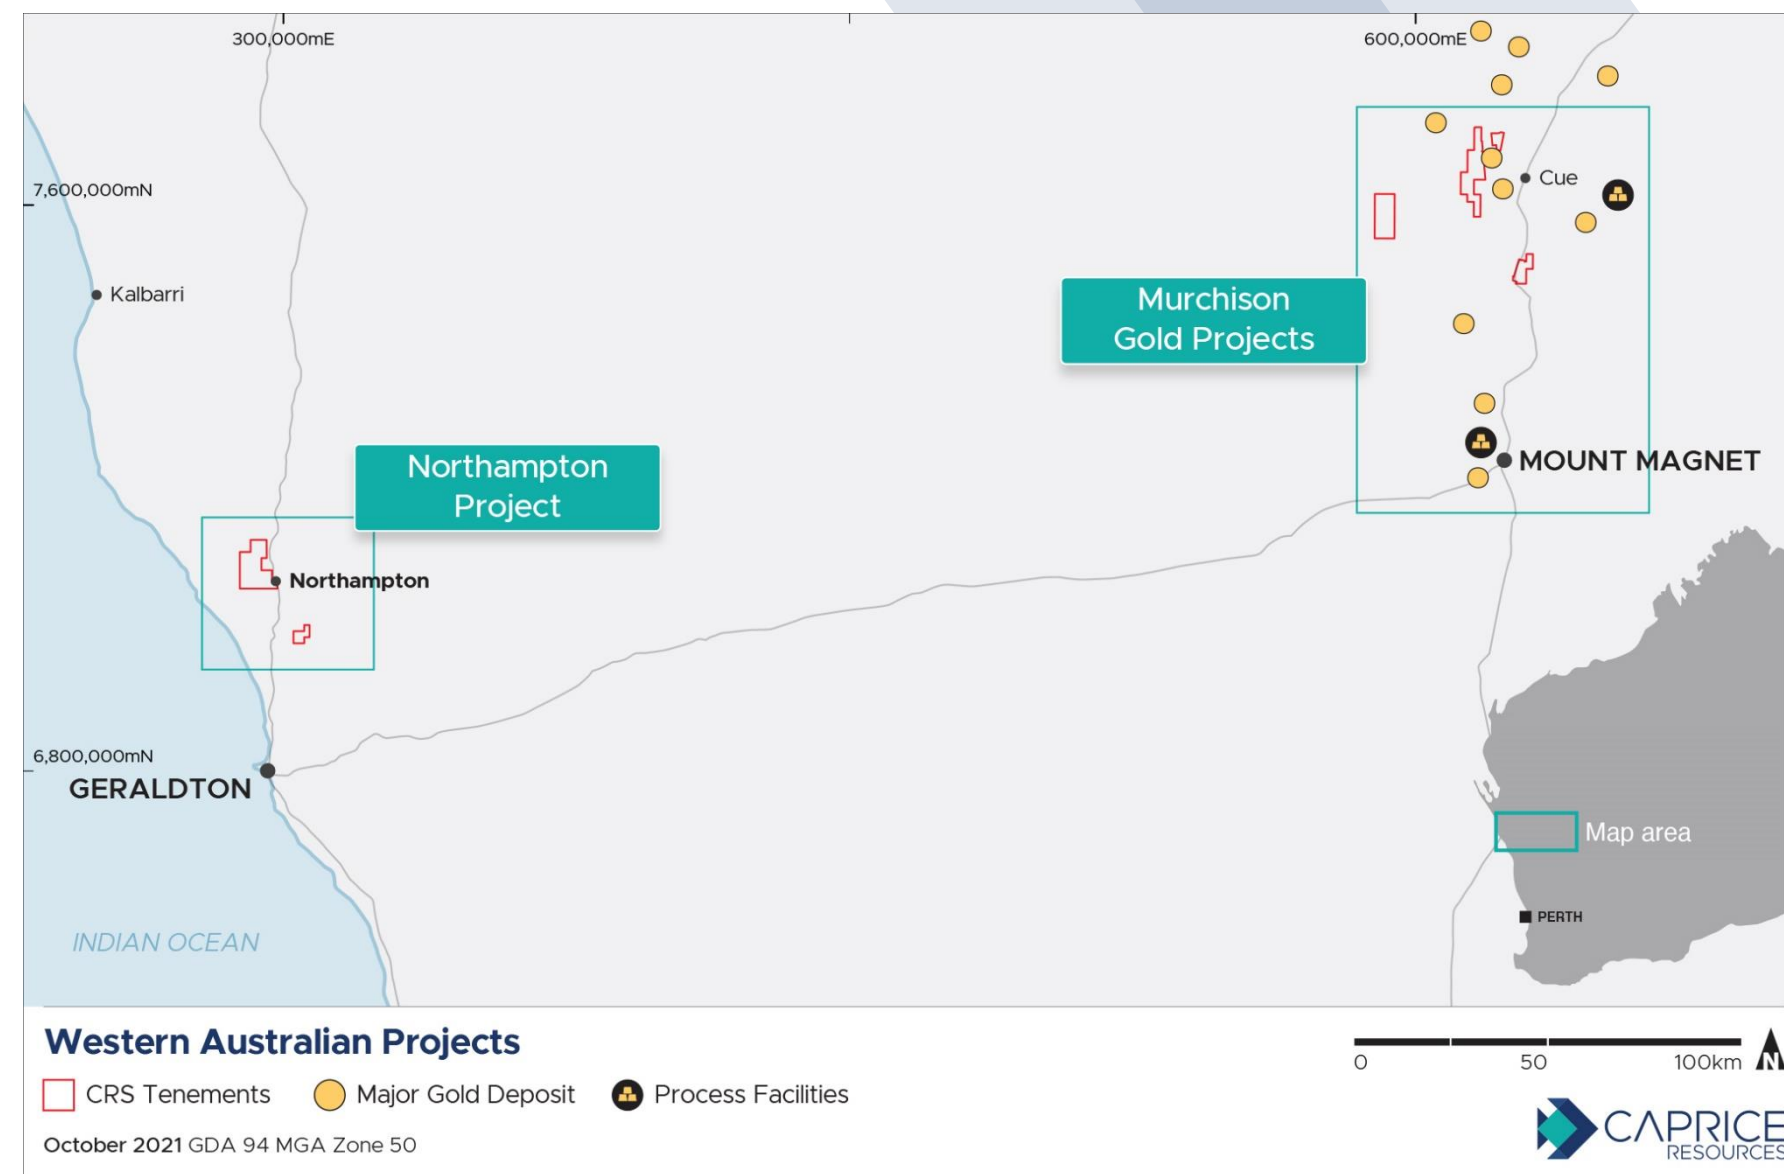 300,000mE
600,000mE
7,600,000mN
Cue
Kalbarri
Murchison
Gold Projects
MOUNT MAGNET
Northampton
Project
Northampton
6,800,000mN
GERALDTON
Map area
PERTH
INDIAN OCEAN
Western Australian Projects
0 50 100km
N
CRS Tenements
Major Gold Deposit
Process Facilities
CAPRICE
RESOURCES
October 2021 GDA 94 MGA Zone 50